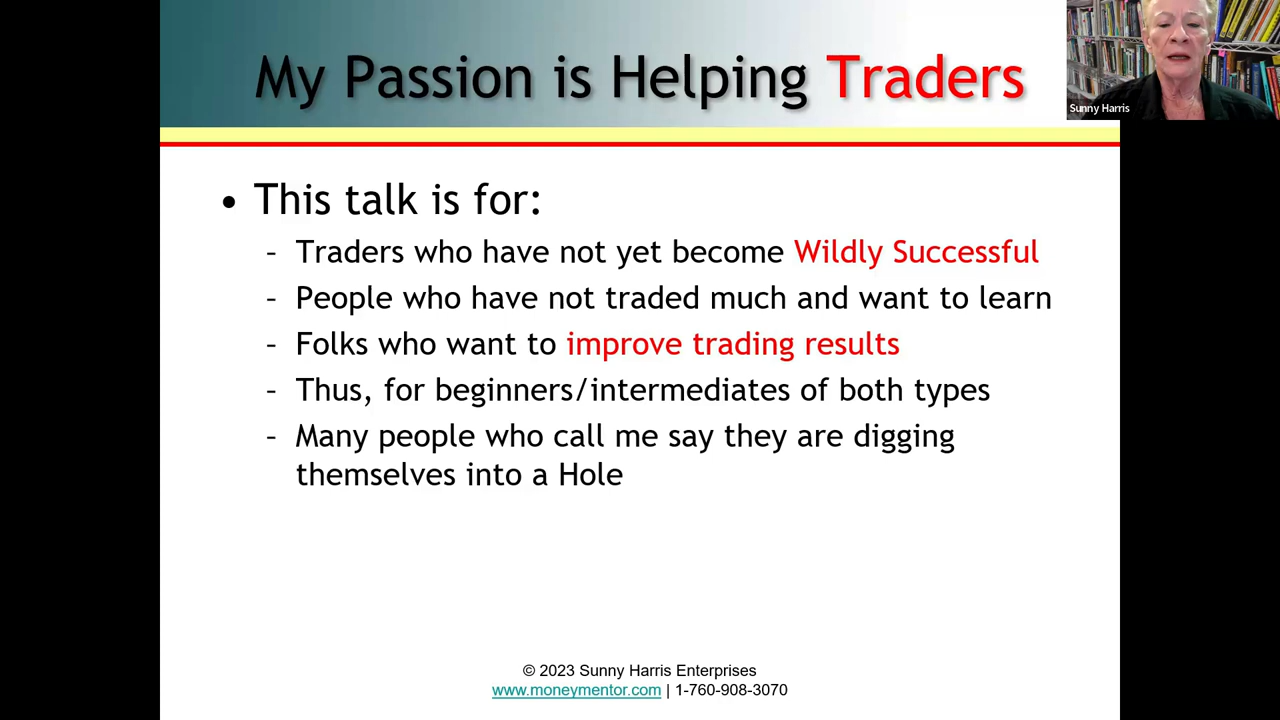 My Passion is Helping Traders
Sunny Harris
• This talk is for:
– Traders who have not yet become Wildly Successful
– People who have not traded much and want to learn
– Folks who want to improve trading results
– Thus, for beginners/intermediates of both types
– Many people who call me say they are digging
themselves into a Hole
© 2023 Sunny Harris Enterprises
www.moneymentor.com | 1-760-908-3070